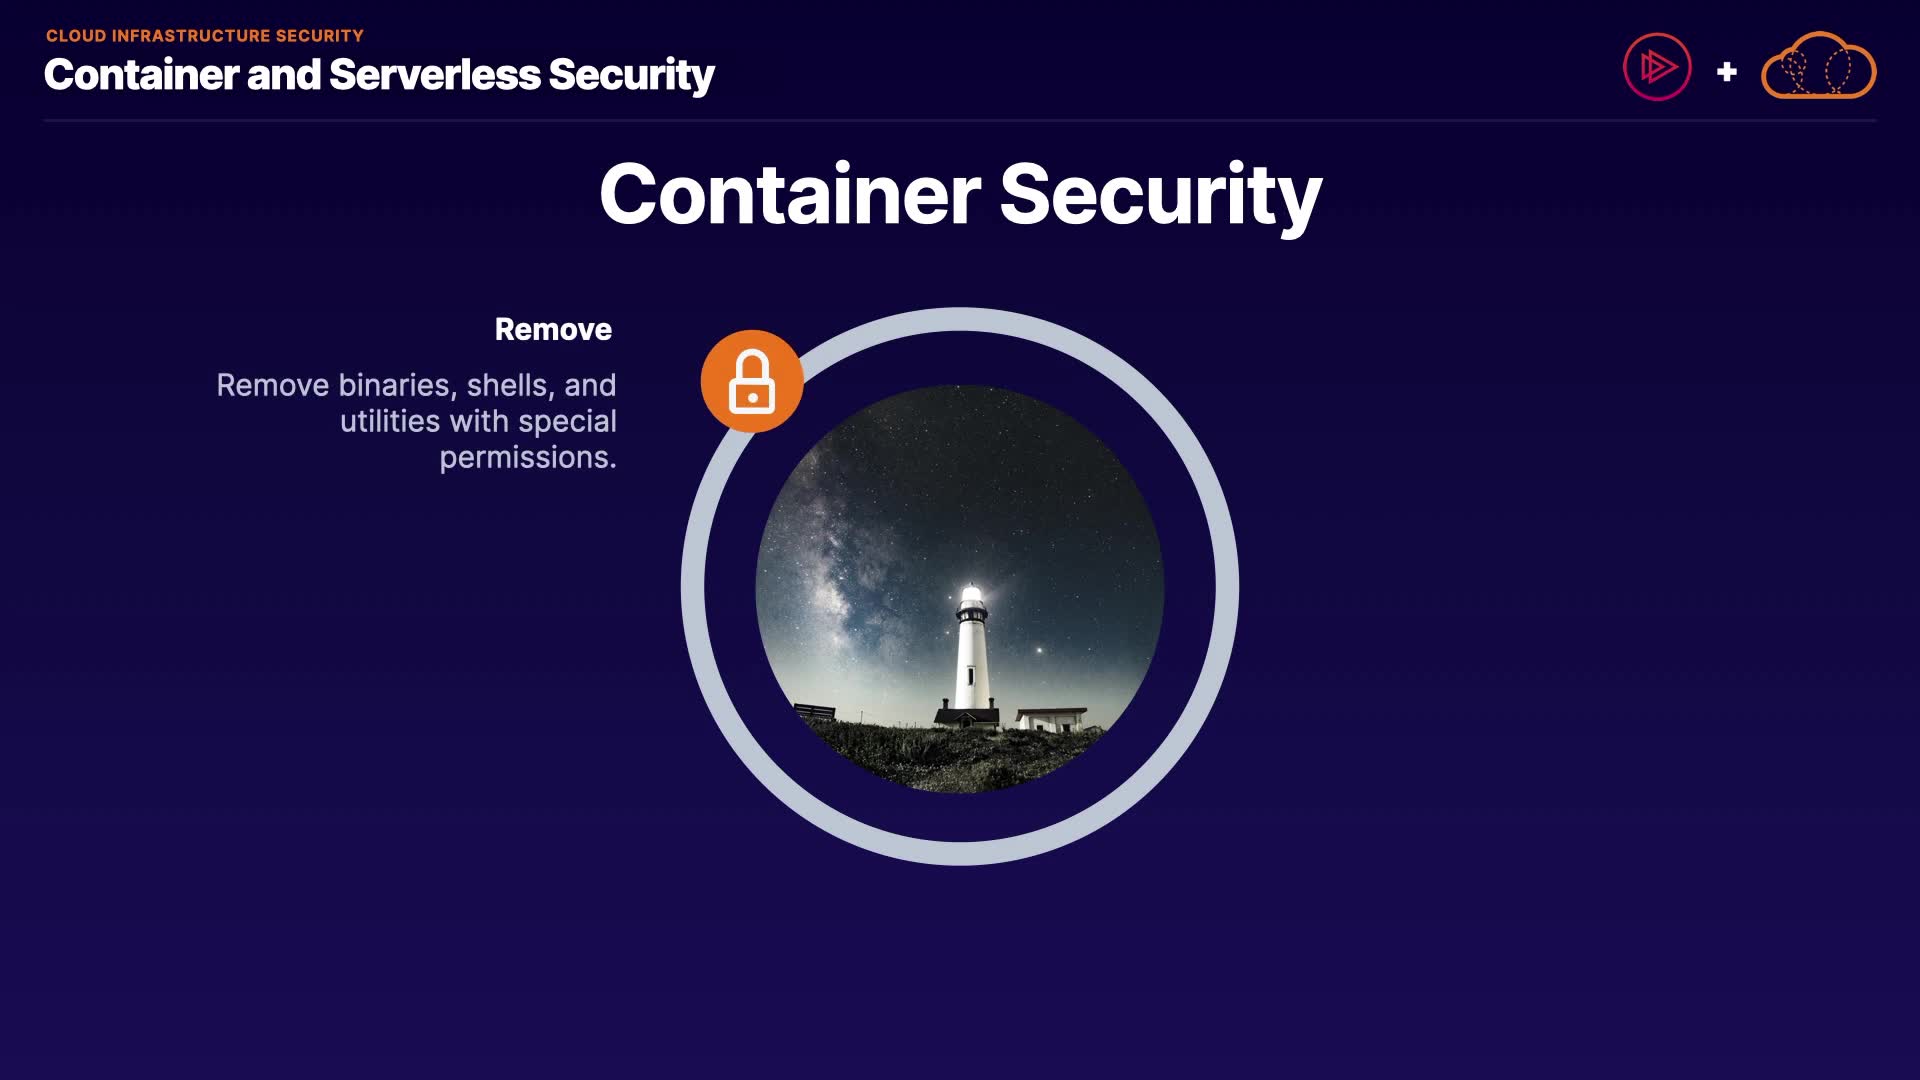 CLOUD INFRASTRUCTURE SECURITY
Container and Serverless Security
+
Container Security
Remove
Remove binaries, shells, and
utilities with special
permissions.